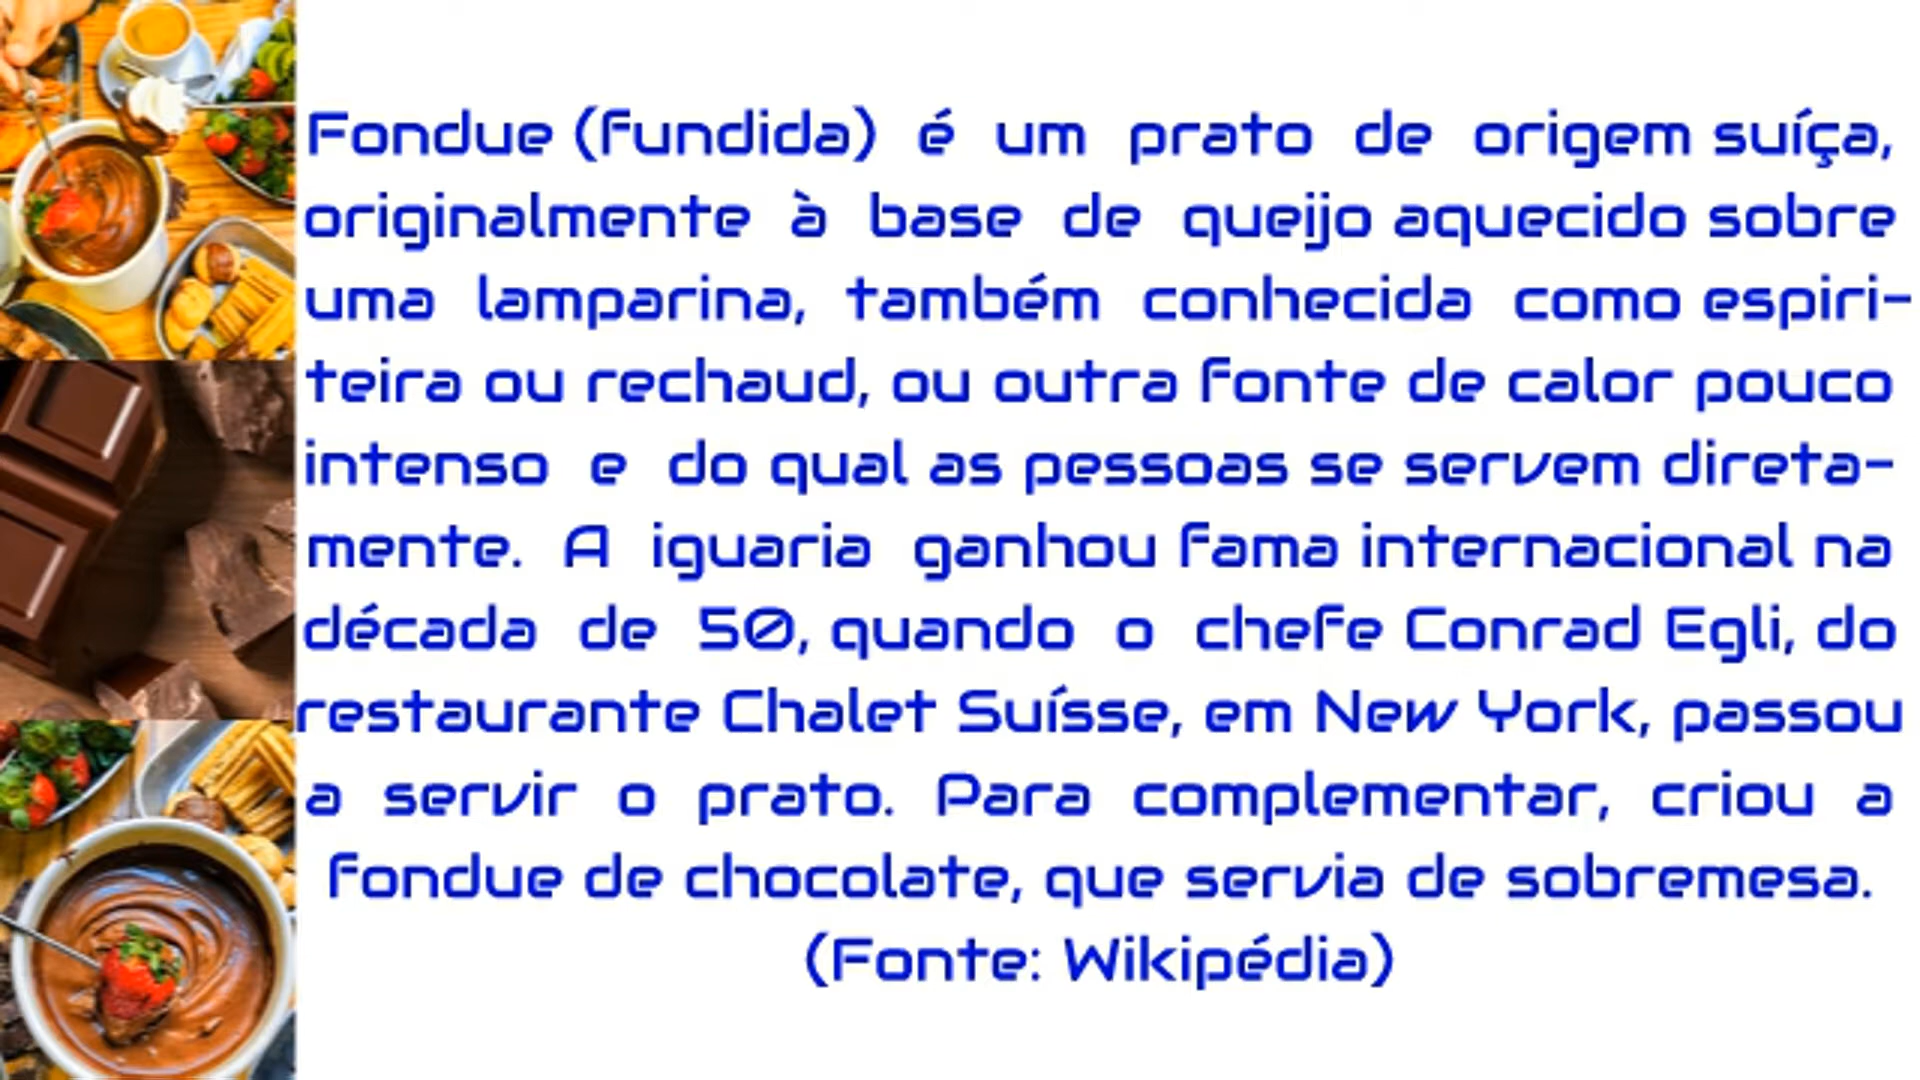 Fondue (fundida) é um prato de origem suíça,
originalmente à base de queijo aquecido sobre
uma lamparina, também conhecida como espiri-
teira ou rechaud, ou outra fonte de calor pouco
intenso e do qual as pessoas se servem direta-
mente. A iguaria ganhou fama internacional na
década de 50, quando o chefe Conrad Egli, do
restaurante Chalet Suísse, em New York, passou
a servir o prato. Para complementar, criou a
fondue de chocolate, que servia de sobremesa.
(Fonte: Wikipédia)